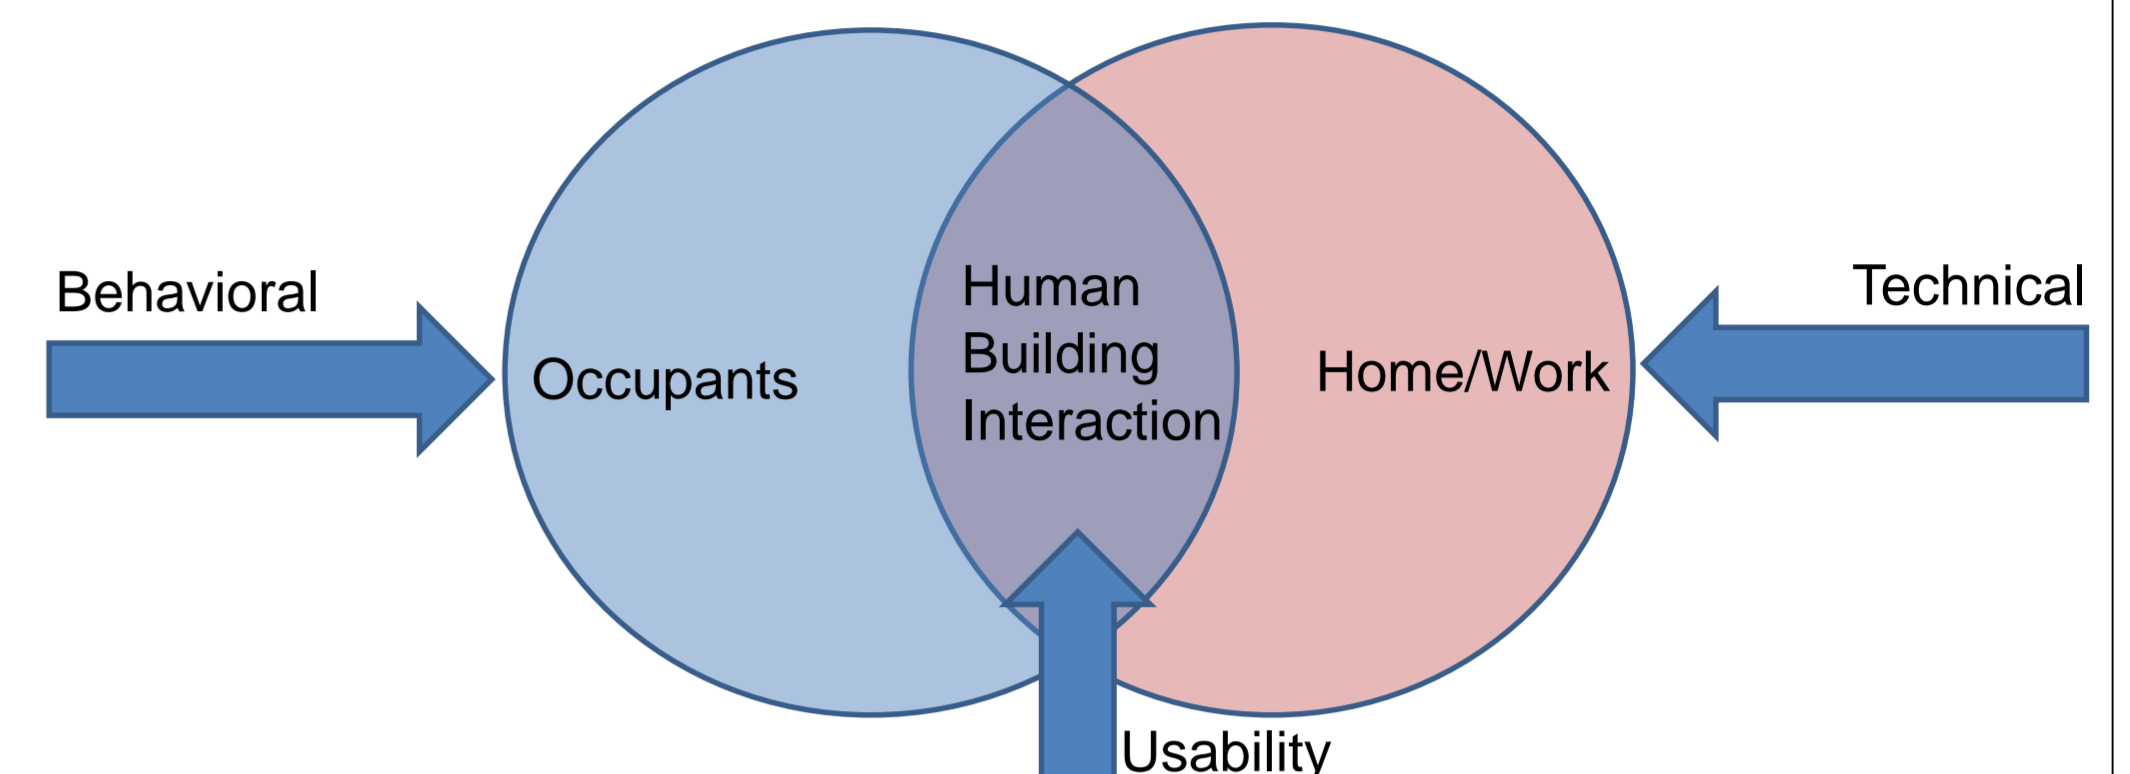 Behavioral
Occupants
Human
Building
Interaction
Home/Work
Technical
Usability